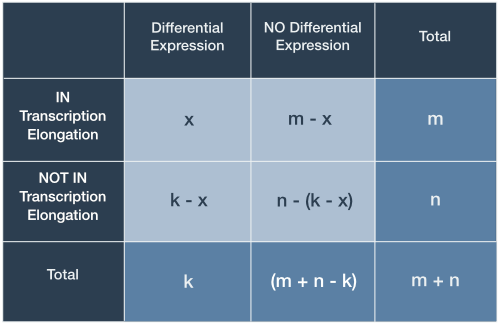 Differential
Expression
NO Differential
Expression
Total
IN
Transcription
Elongation
x
m - x
m
NOT IN
Transcription
Elongation
k - x
n - (k - x)
n
Total
k
(m + n - k)
m + n